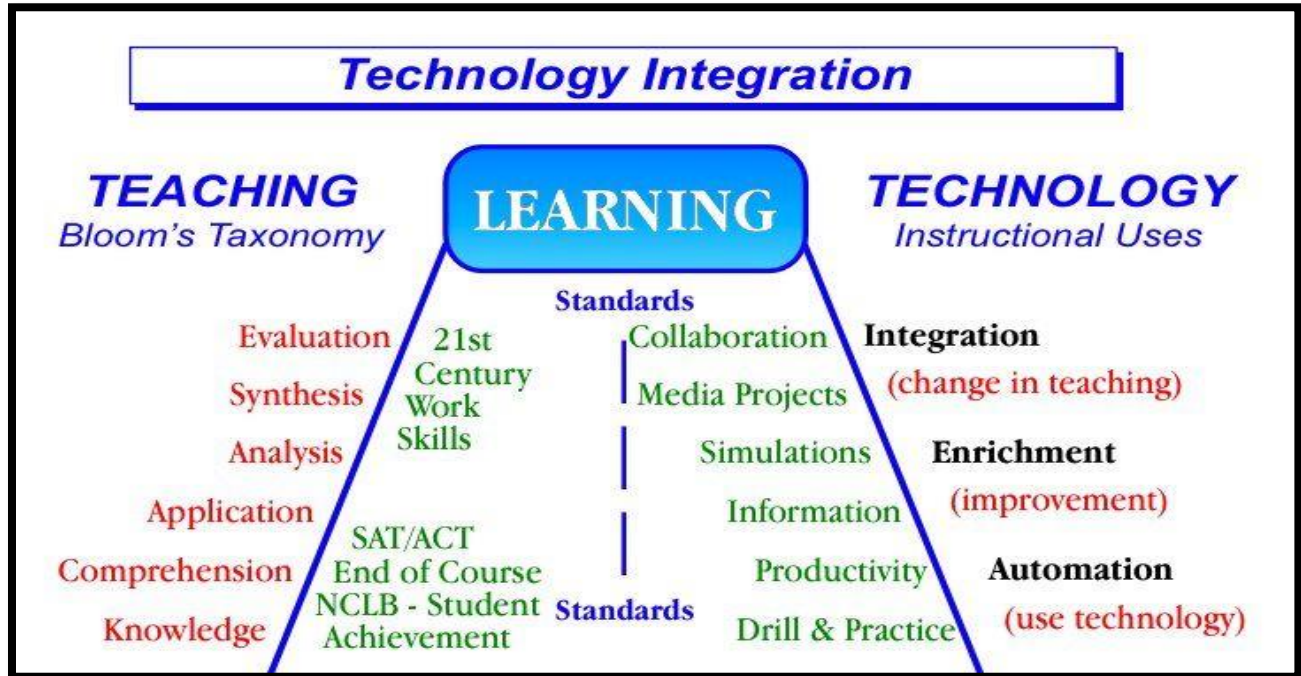 Technology Integration
TEACHING
Bloom's Taxonomy
LEARNING
TECHNOLOGY
Instructional Uses
Evaluation
Synthesis
Analysis
Application
Comprehension
Knowledge
21st
Century
Work
Skills
SAT/ACT
End of Course
NCLB - Student
Achievement
Standards
Standards
Collaboration
Media Projects
Simulations
Information
Productivity
Drill & Practice
Integration
(change in teaching)
Enrichment
(improvement)
Automation
(use technology)